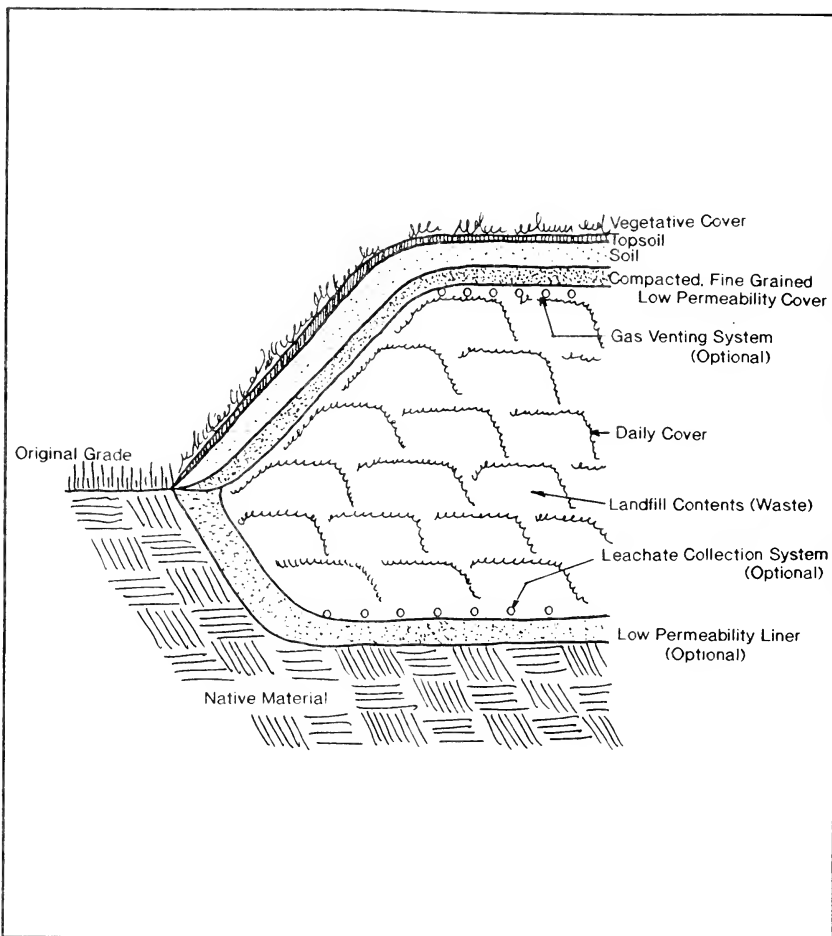 Vegetative Cover
Topsoil
Soil
Compacted, Fine Grained
Low Permeability Cover
Gas Venting System
(Optional)
Original Grade
Daily Cover
Landfill Contents (Waste)
Leachate Collection System
(Optional)
Low Permeability Liner
(Optional)
Native Material